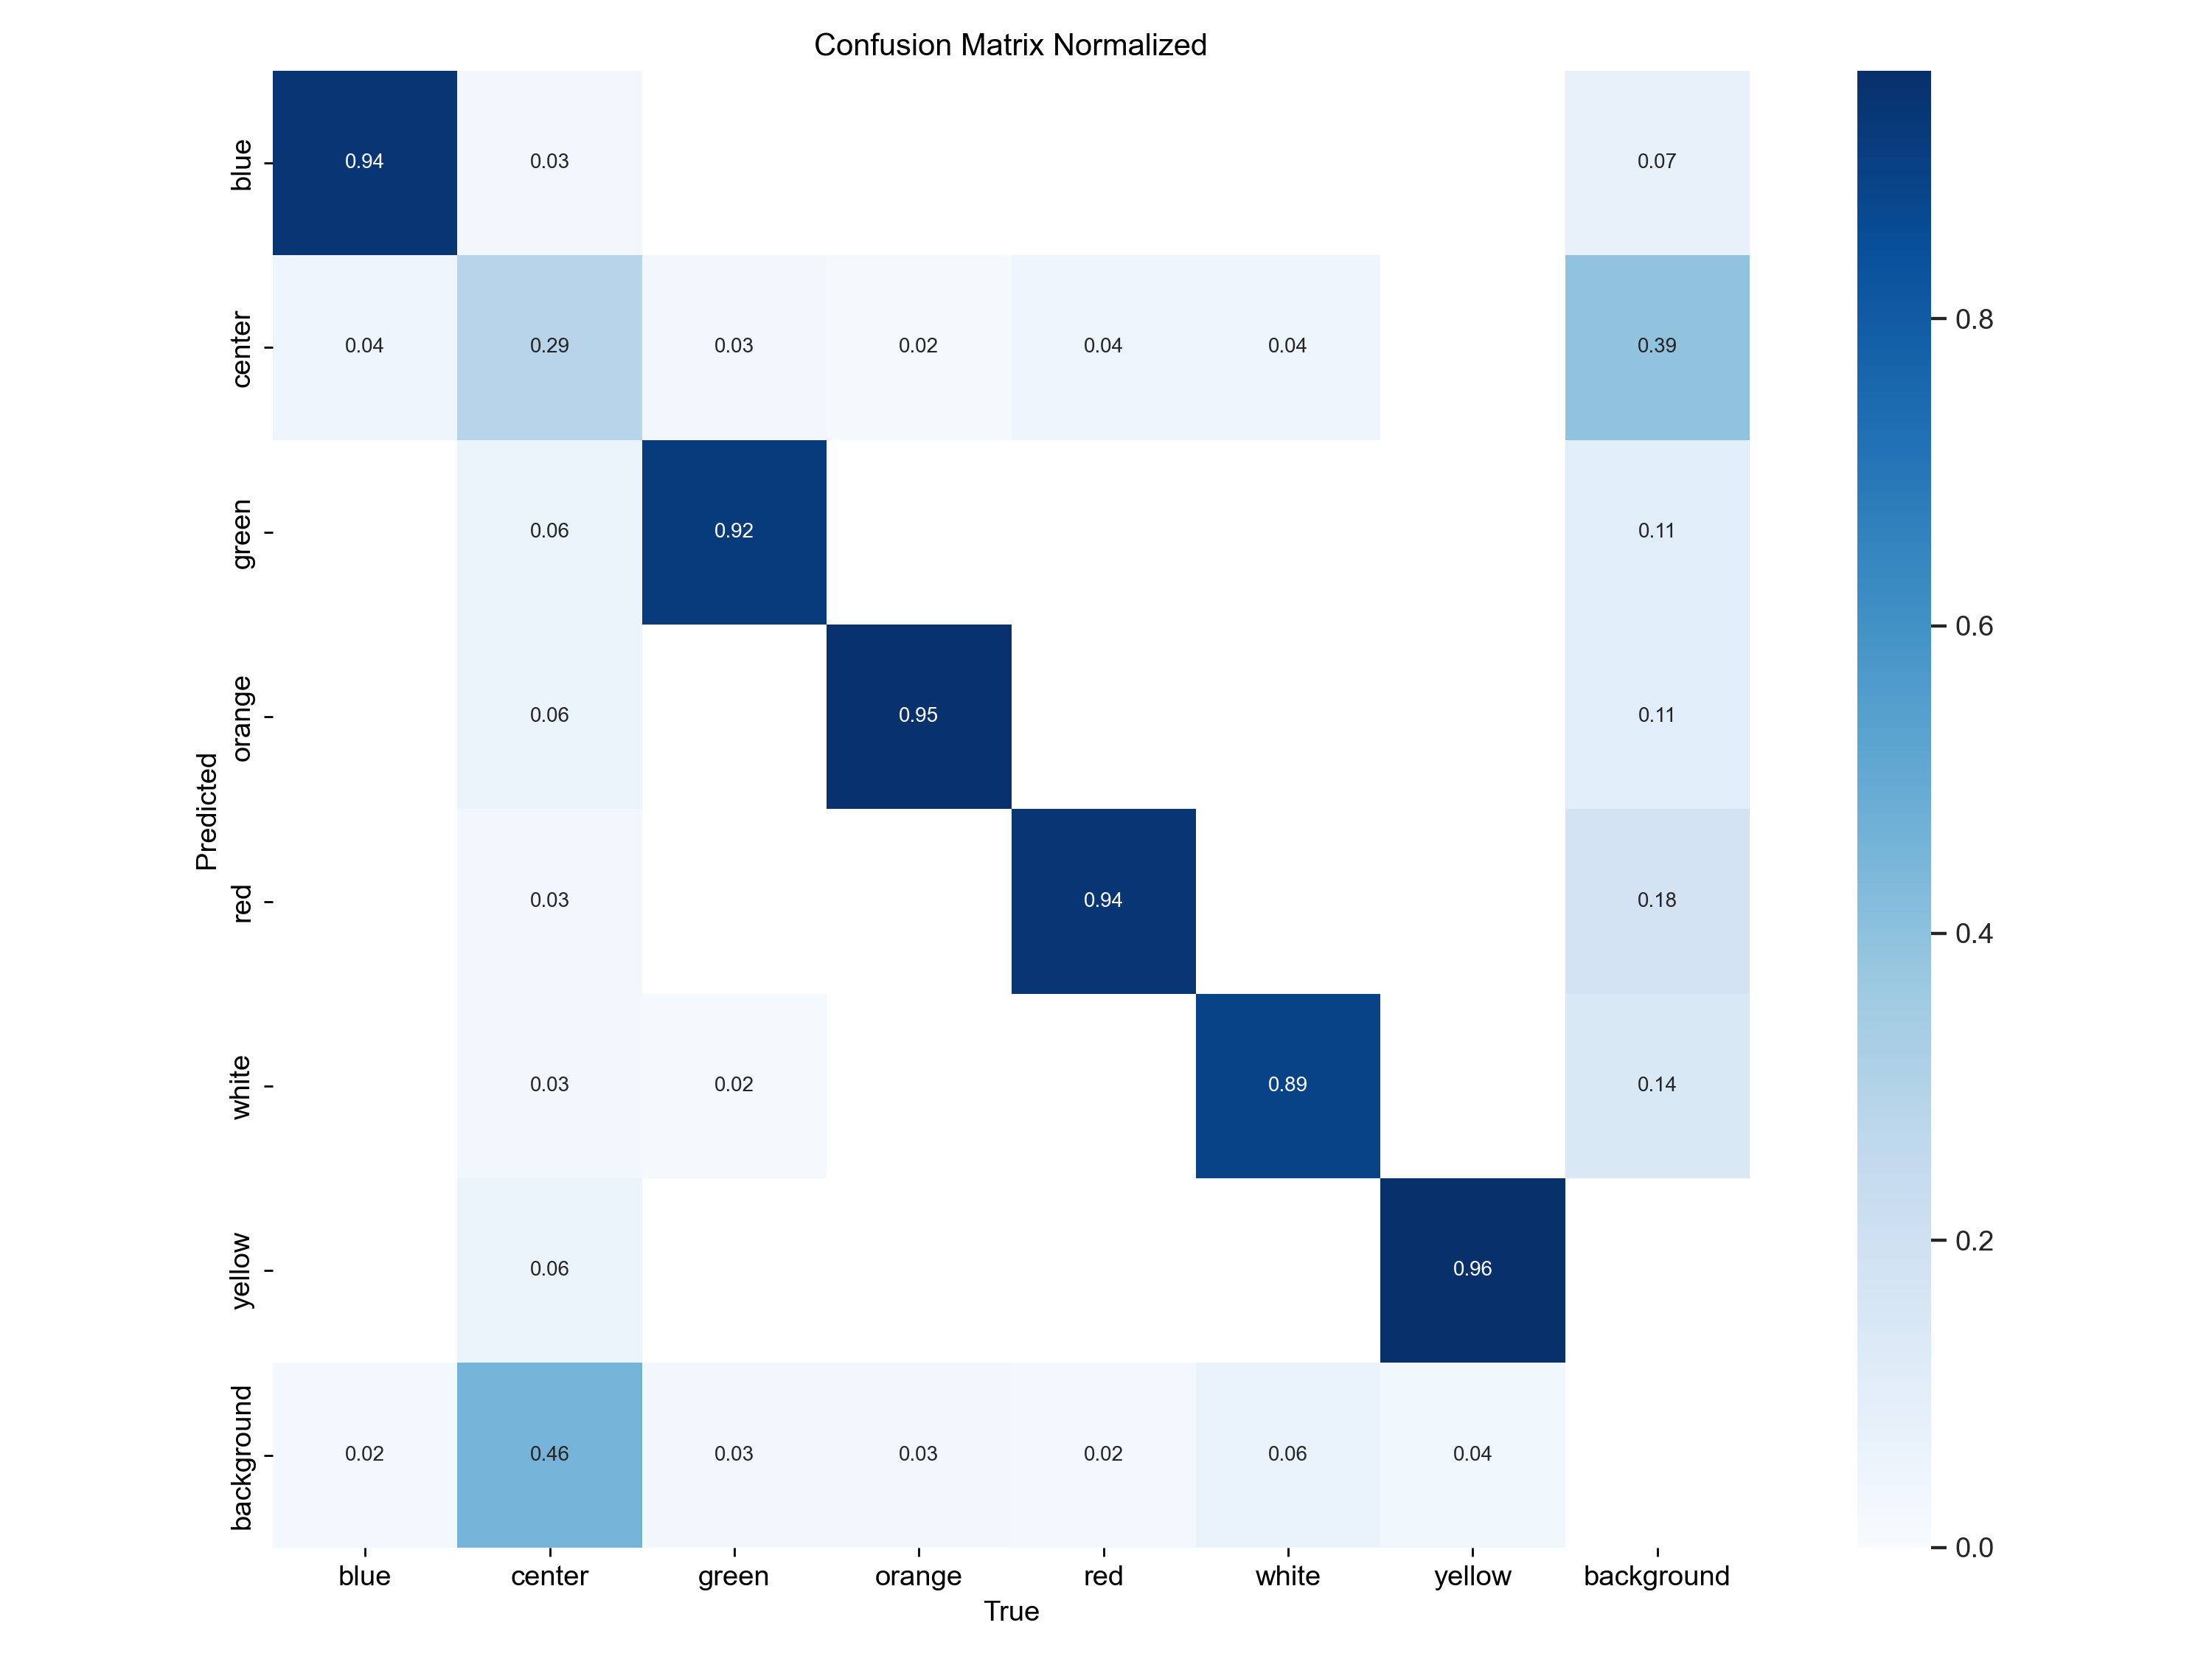 Confusion Matrix Normalized
blue 0.94 0.03 0.07
center 0.04 0.29 0.03 0.02 0.04 0.04 0.39
green 0.06 0.92 0.11
orange 0.06 0.95 0.11
red 0.03 0.94 0.18
white 0.03 0.02 0.89 0.14
yellow 0.06 0.96
background 0.02 0.46 0.03 0.03 0.02 0.06 0.04
Predicted
blue center green orange red white yellow background
True
0.8
0.6
0.4
0.2
0.0